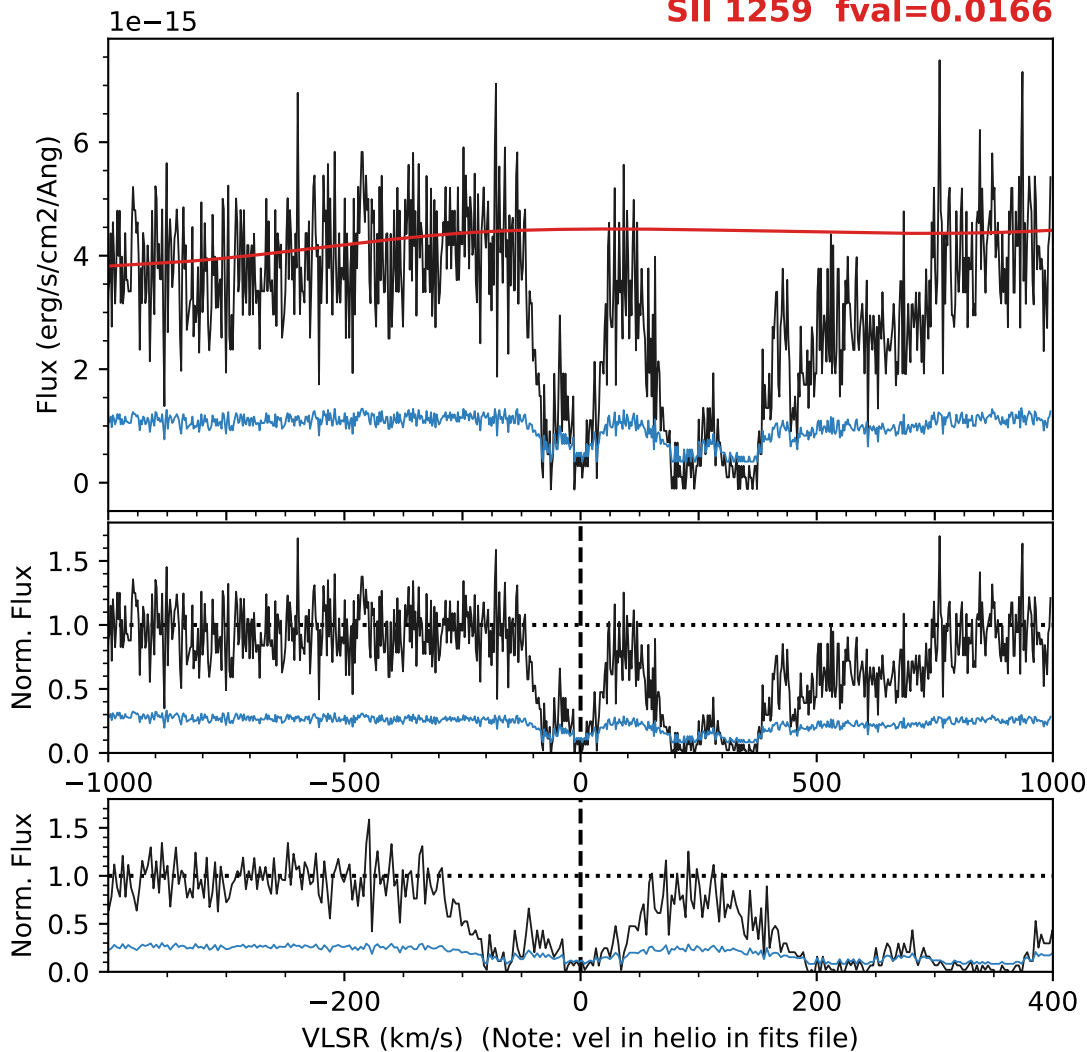 SII 1259 fval=0.0166
1e−15
6
4
2
0
Flux (erg/s/cm2/Ang)
1.5
1.0
0.5
0.0
Norm. Flux
−1000 −500 0 500 1000
1.5
1.0
0.5
0.0
Norm. Flux
−200 0 200 400
VLSR (km/s) (Note: vel in helio in fits file)